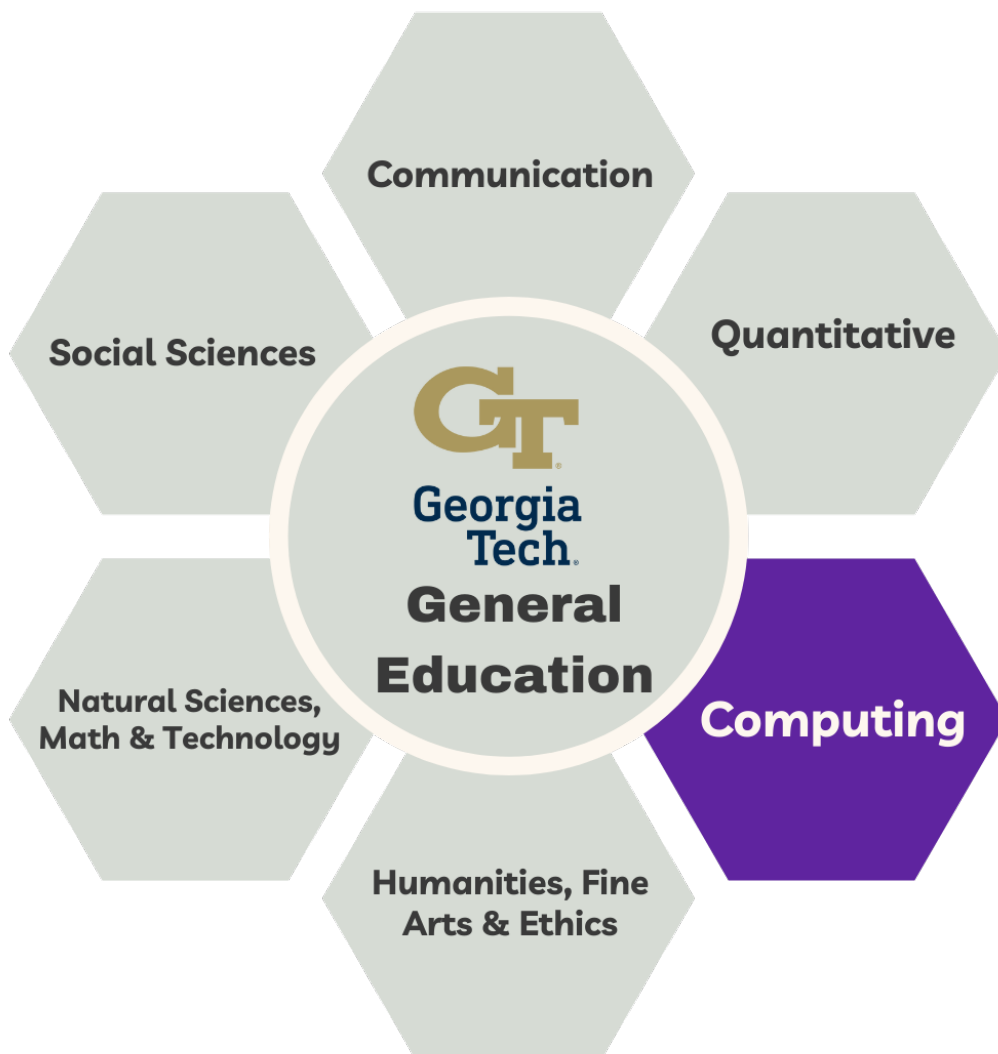 Communication
Quantitative
Social Sciences
GT
Georgia
Tech
General
Education
Computing
Natural Sciences,
Math & Technology
Humanities, Fine
Arts & Ethics